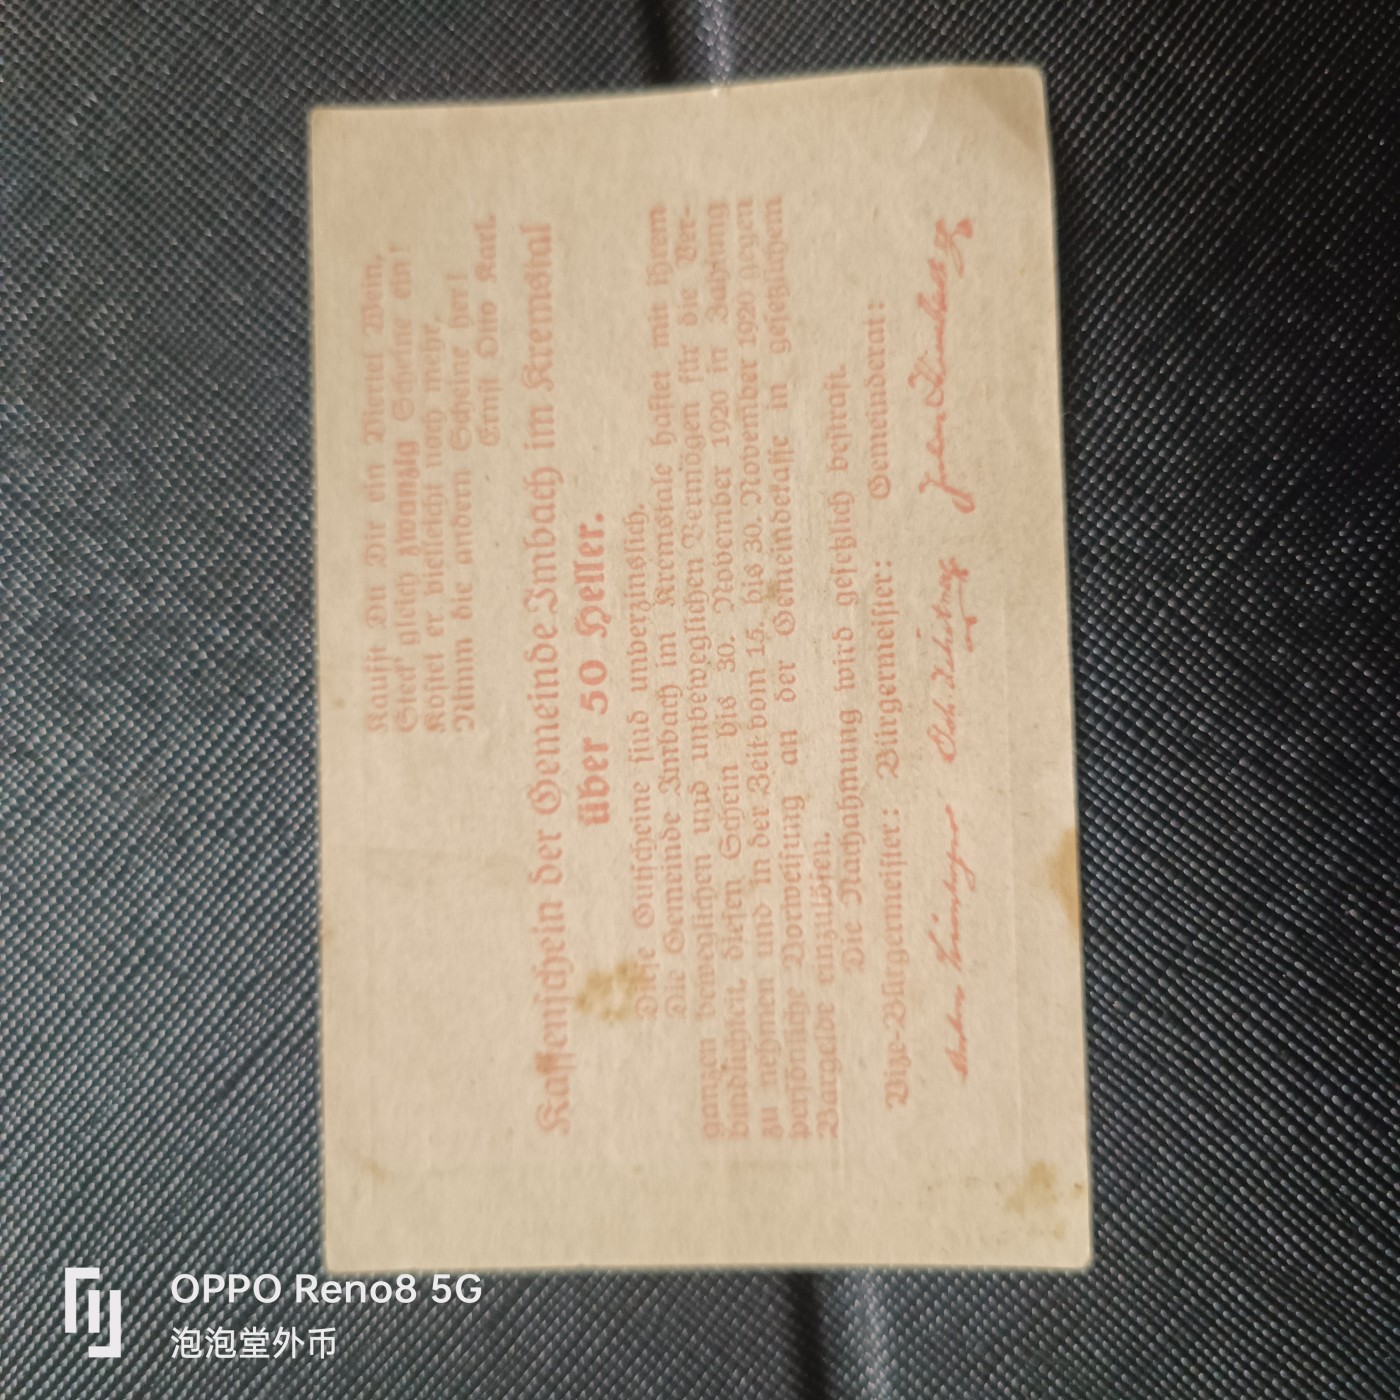 Kaufst Du Dir ein Viertel Wein,
gleich zwanzig Scheine ein!
Kostet er vielleicht noch mehr,
Nimm die andern Scheine her!
Ernst Otto Karl.
Kassenschein der Gemeinde Imbach im Kremstal
über 50 Heller.
Diese Gutscheine sind unverzinslich.
Die Gemeinde Imbach im Kremstale haftet mit ihrem
ganzen beweglichen und unbeweglichen Vermögen für die Ver-
bindlichkeit, diesen Schein bis 30. November 1920 in Zahlung
zu nehmen und in der Zeit vom 15. bis 30. November 1920 gegen
persönliche Vorweisung an der Gemeindekasse in gesetzlichem
Bargelde einzulösen.
Die Nachahmung wird gesetzlich bestraft.
Vize-Bürgermeister: Bürgermeister: Gemeinderat:
OPPO Reno8 5G
泡泡堂外币